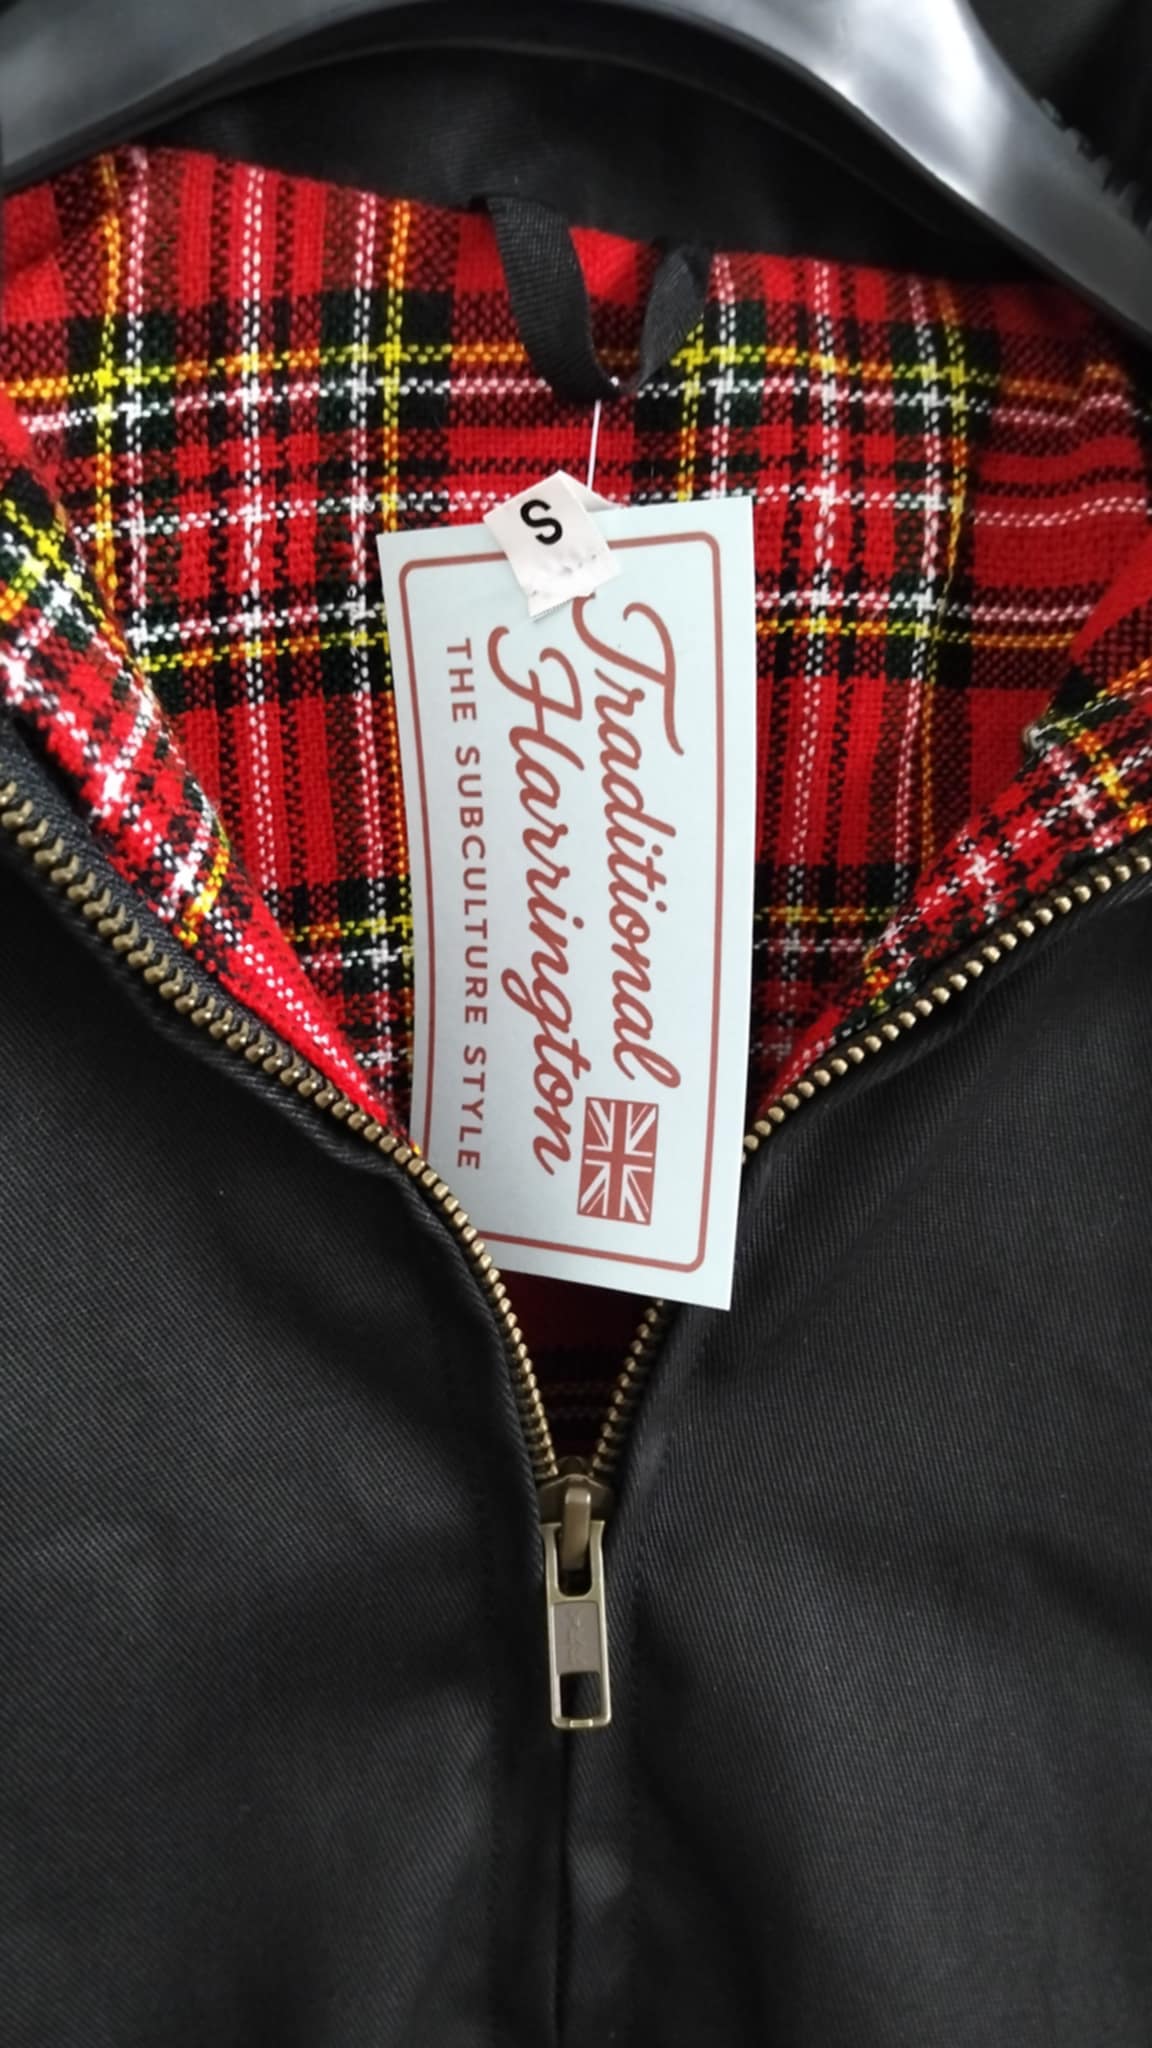 S
Traditional
Harrington
THE SUBCULTURE STYLE